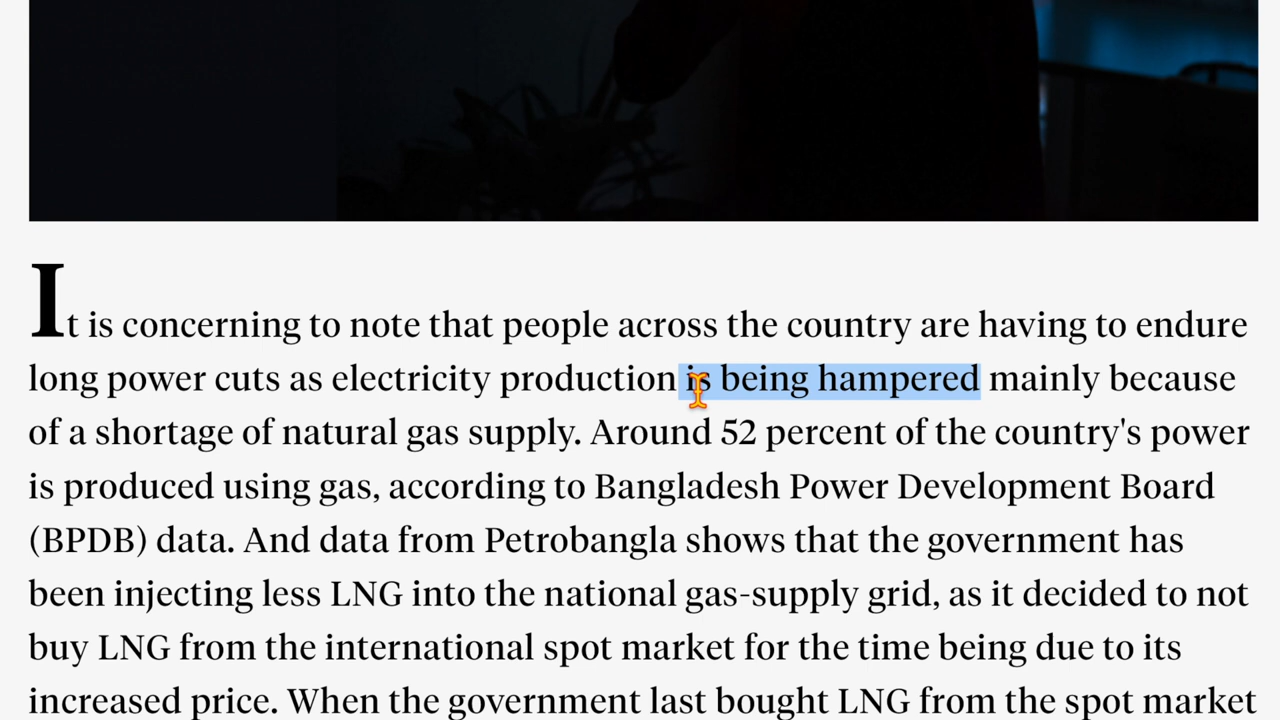 It is concerning to note that people across the country are having to endure
long power cuts as electricity production is being hampered mainly because
of a shortage of natural gas supply. Around 52 percent of the country's power
is produced using gas, according to Bangladesh Power Development Board
(BPDB) data. And data from Petrobangla shows that the government has
been injecting less LNG into the national gas-supply grid, as it decided to not
buy LNG from the international spot market for the time being due to its
increased price. When the government last bought LNG from the spot market